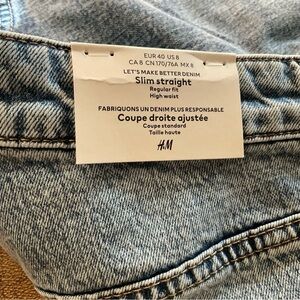 EUR 40 US 8
CA 8 CN 170/76A MX 8
LET'S MAKE BETTER DENIM
Slim straight
Regular fit
High waist
FABRIQUONS UN DENIM PLUS RESPONSABLE
Coupe droite ajustée
Coupe standard
Taille haute
H&M